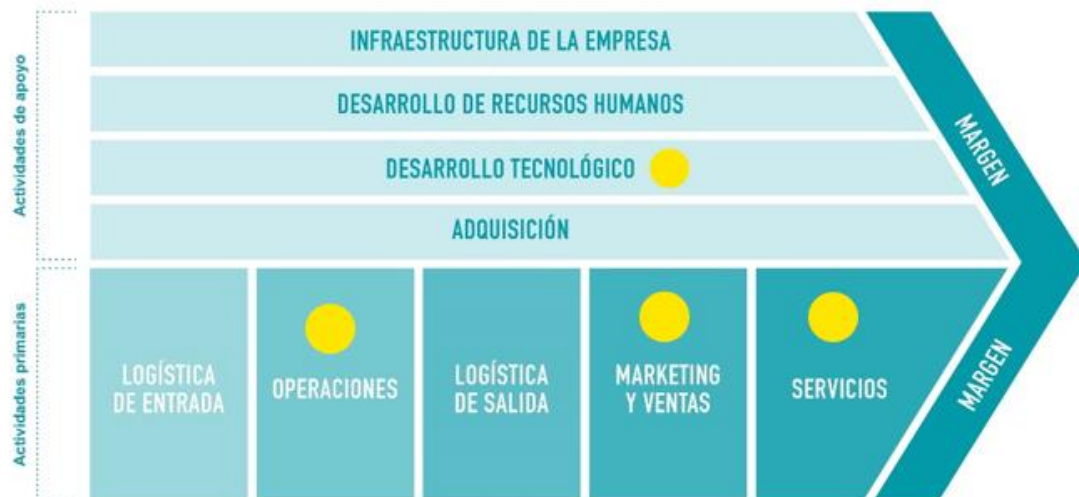 Actividades de apoyo
INFRAESTRUCTURA DE LA EMPRESA
DESARROLLO DE RECURSOS HUMANOS
DESARROLLO TECNOLÓGICO
ADQUISICIÓN
MARGEN
Actividades primarias
LOGÍSTICA
DE ENTRADA
OPERACIONES
LOGÍSTICA
DE SALIDA
MARKETING
Y VENTAS
SERVICIOS
MARGEN